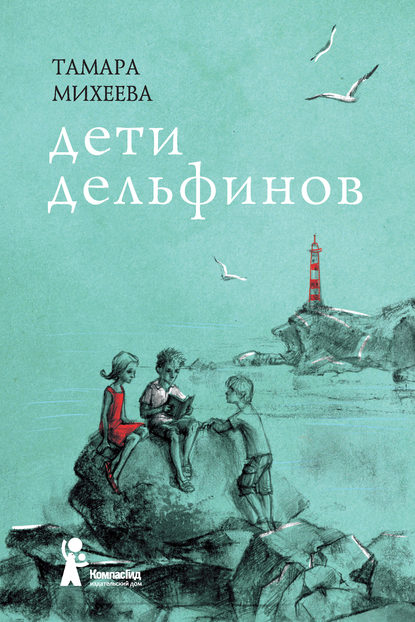 ТАМАРА
МИХЕЕВА
дети
дельфинов
КомпасГид
издательский дом